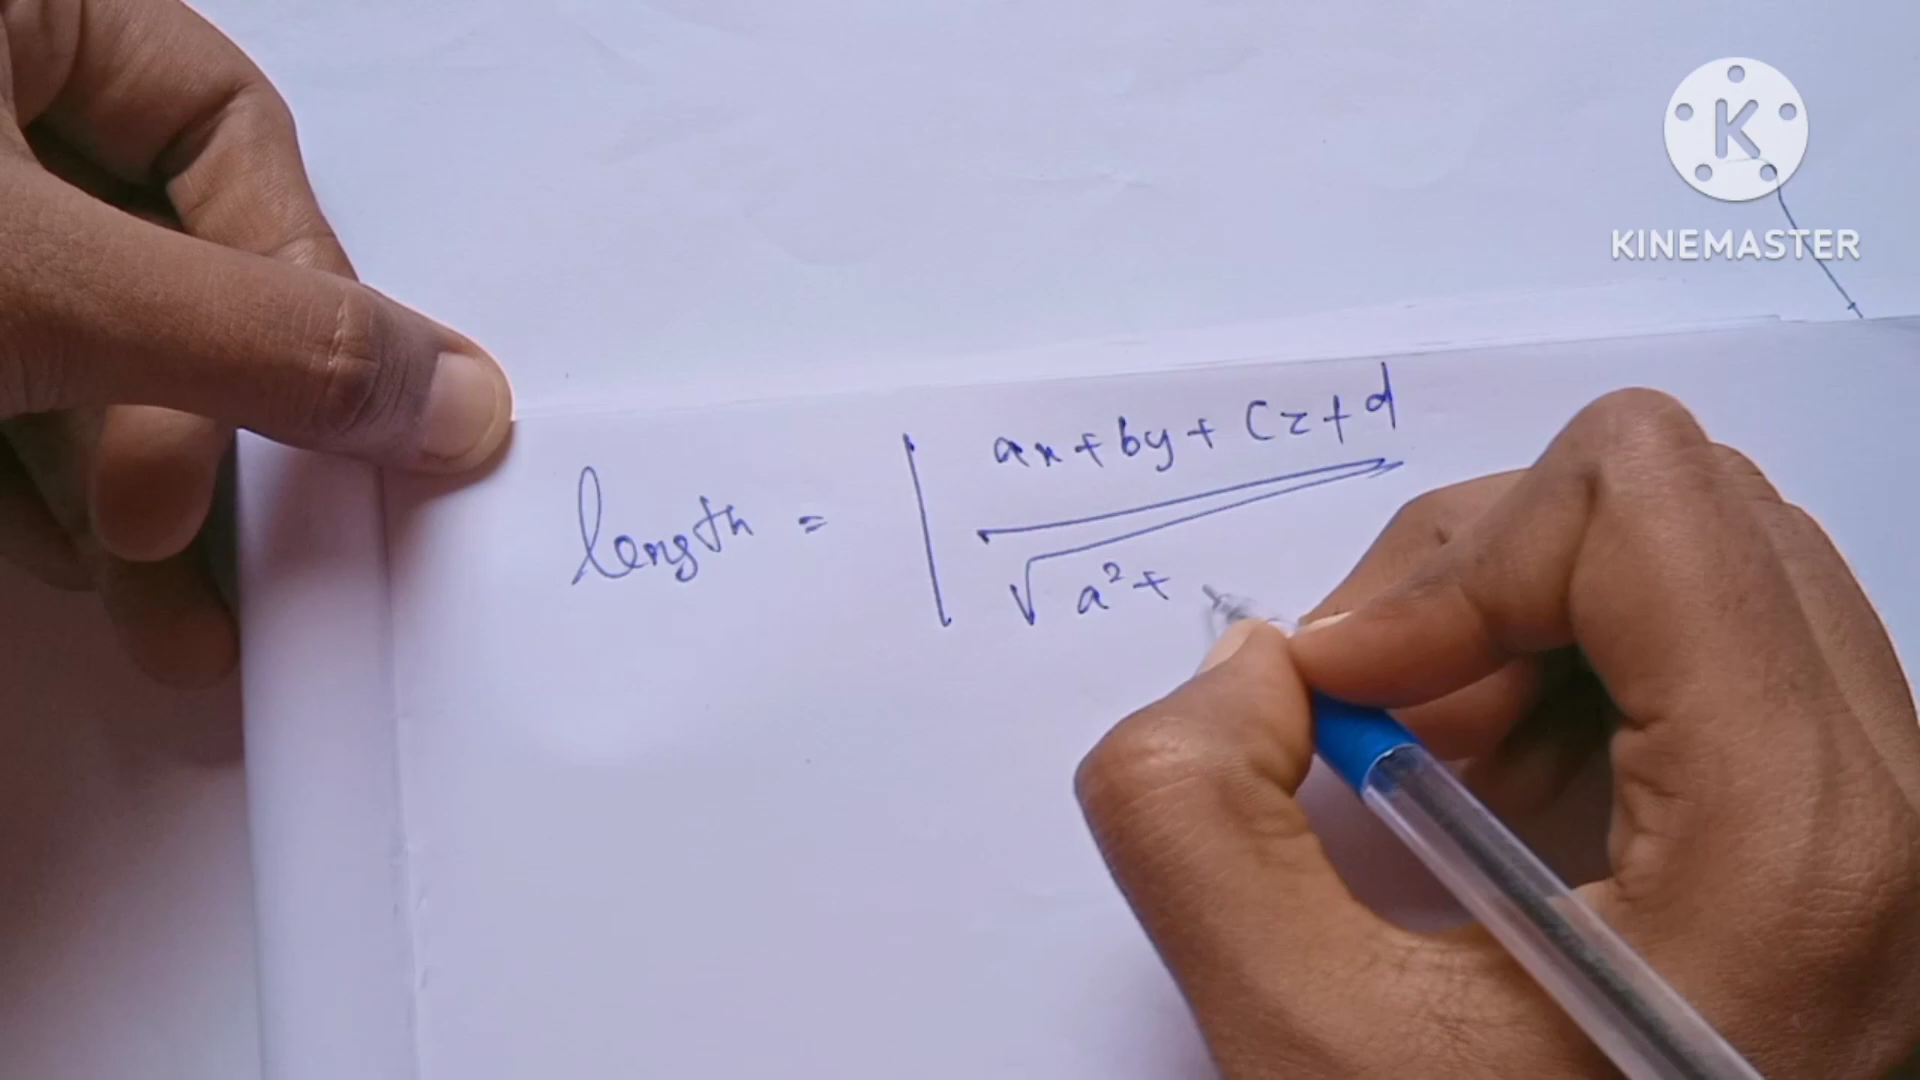 K
KINEMASTER
length = | ax+by+cz+d
√a²+